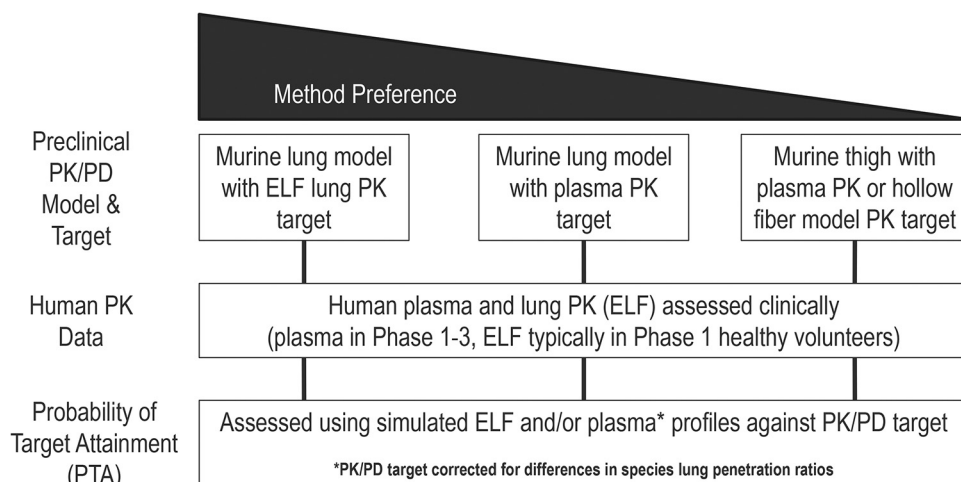 Method Preference
Preclinical
PK/PD
Model &
Target
Murine lung model
with ELF lung PK
target
Murine lung model
with plasma PK
target
Murine thigh with
plasma PK or hollow
fiber model PK target
Human PK
Data
Human plasma and lung PK (ELF) assessed clinically
(plasma in Phase 1-3, ELF typically in Phase 1 healthy volunteers)
Probability of
Target Attainment
(PTA)
Assessed using simulated ELF and/or plasma* profiles against PK/PD target
*PK/PD target corrected for differences in species lung penetration ratios